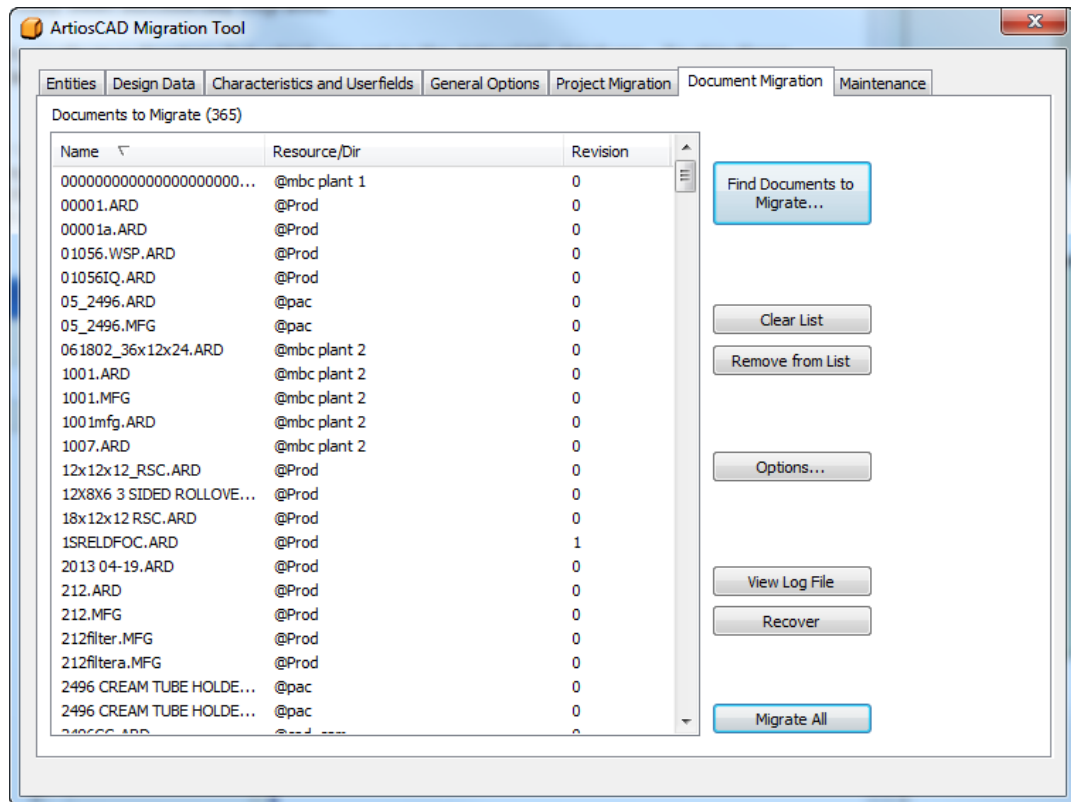 ArtiosCAD Migration Tool
Entities Design Data Characteristics and Userfields General Options Project Migration Document Migration Maintenance
Documents to Migrate (365)
Name Resource/Dir Revision
000000000000000000000... @mbc plant 1 0
00001.ARD @Prod 0
00001a.ARD @Prod 0
01056.WSP.ARD @Prod 0
01056IQ.ARD @Prod 0
05_2496.ARD @pac 0
05_2496.MFG @pac 0
061802_36x12x24.ARD @mbc plant 2 0
1001.ARD @mbc plant 2 0
1001.MFG @mbc plant 2 0
1001mfg.ARD @mbc plant 2 0
1007.ARD @mbc plant 2 0
12x12x12_RSC.ARD @Prod 0
12X8X6 3 SIDED ROLLOVE... @Prod 0
18x12x12 RSC.ARD @Prod 0
1SRELDFOC.ARD @Prod 1
2013 04-19.ARD @Prod 0
212.ARD @Prod 0
212.MFG @Prod 0
212filter.MFG @Prod 0
212filtera.MFG @Prod 0
2496 CREAM TUBE HOLDE... @pac 0
2496 CREAM TUBE HOLDE... @pac 0
Find Documents to
Migrate...
Clear List
Remove from List
Options...
View Log File
Recover
Migrate All